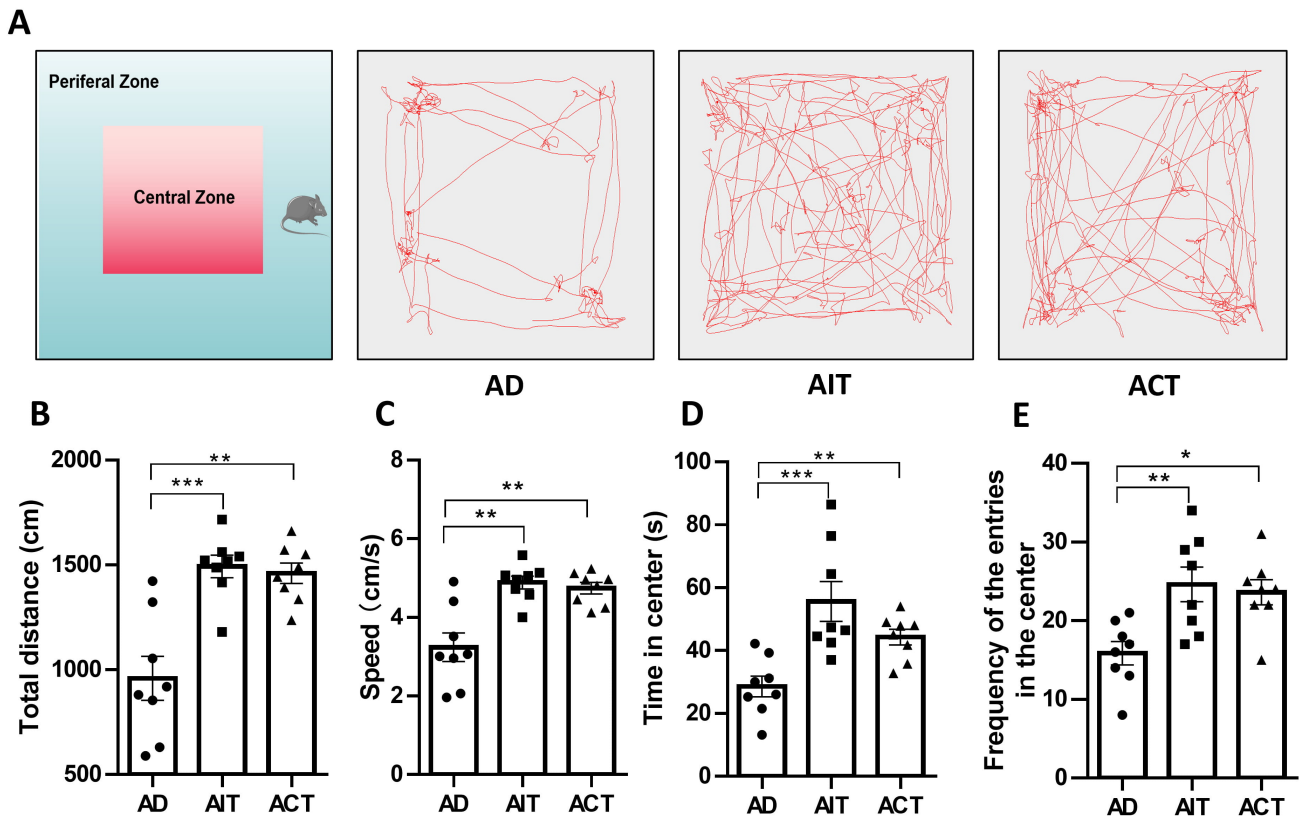 A
Periferal Zone
Central Zone
AD
AIT
ACT
B
Total distance (cm)
2000
1500
1000
500
**
***
AD
AIT
ACT
C
Speed (cm/s)
8
6
4
2
0
**
**
AD
AIT
ACT
D
Time in center (s)
100
80
60
40
20
0
**
***
AD
AIT
ACT
E
Frequency of the entries
in the center
40
30
20
10
0
*
**
AD
AIT
ACT